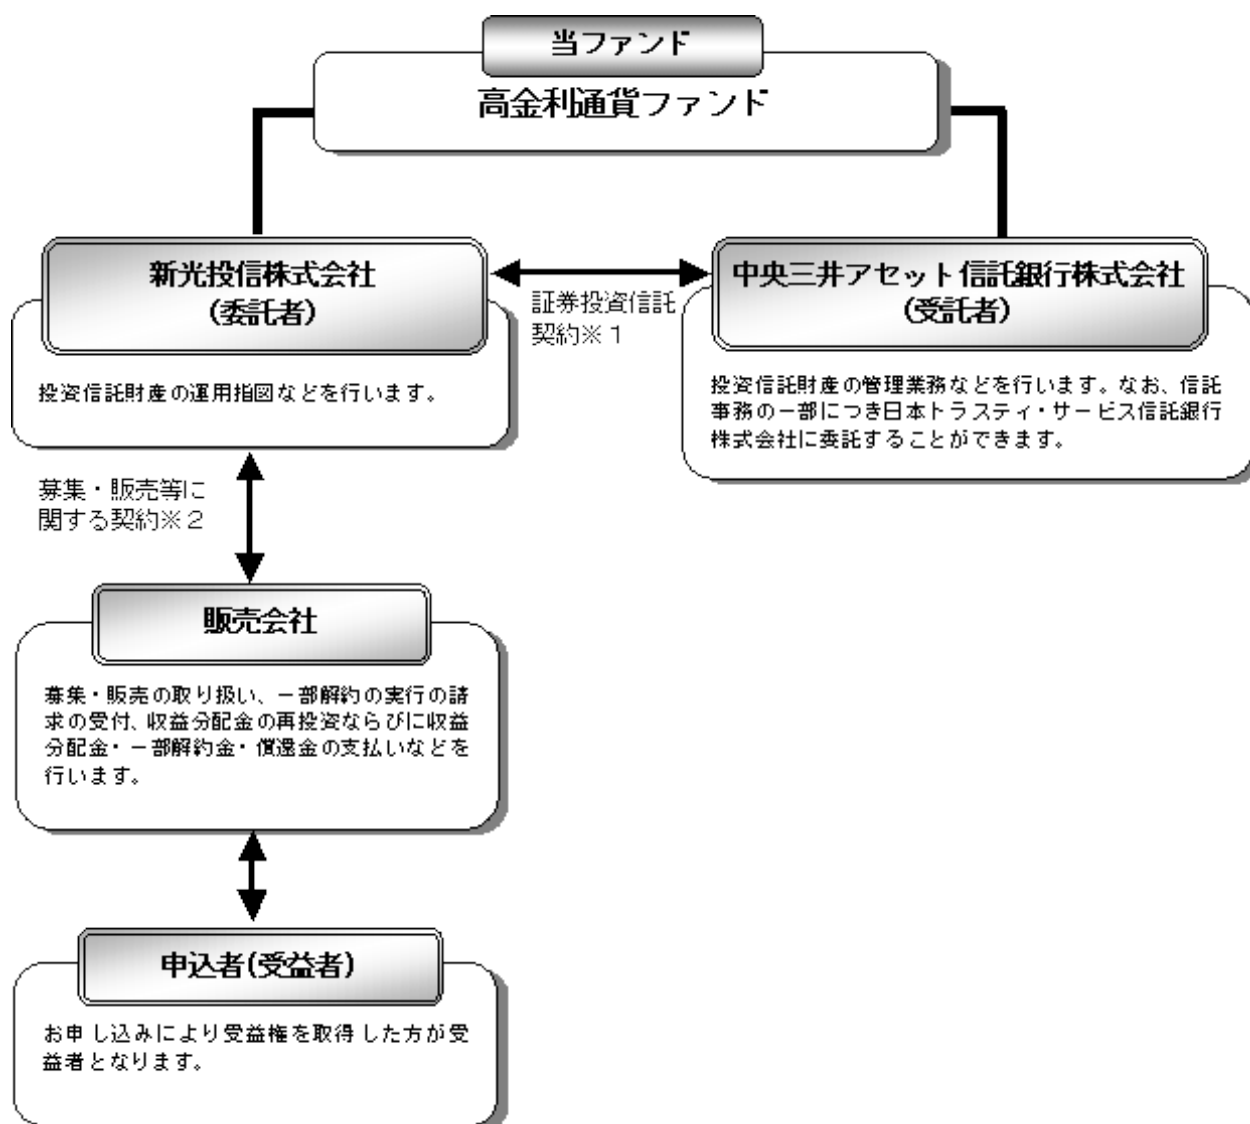 当ファンド
高金利通貨ファンド
新光投信株式会社
(委託者)
投資信託財産の運用指図などを行います。
証券投資信託
契約※１
中央三井アセット信託銀行株式会社
(受託者)
投資信託財産の管理業務などを行います。なお、信託
事務の一部につき日本トラスティ・サービス信託銀行
株式会社に委託することができます。
募集・販売等に
関する契約※２
販売会社
募集・販売の取り扱い、一部解約の実行の請
求の受付、収益分配金の再投資ならびに収益
分配金・一部解約金・償還金の支払いなどを
行います。
申込者(受益者)
お申し込みにより受益権を取得した方が受
益者となります。